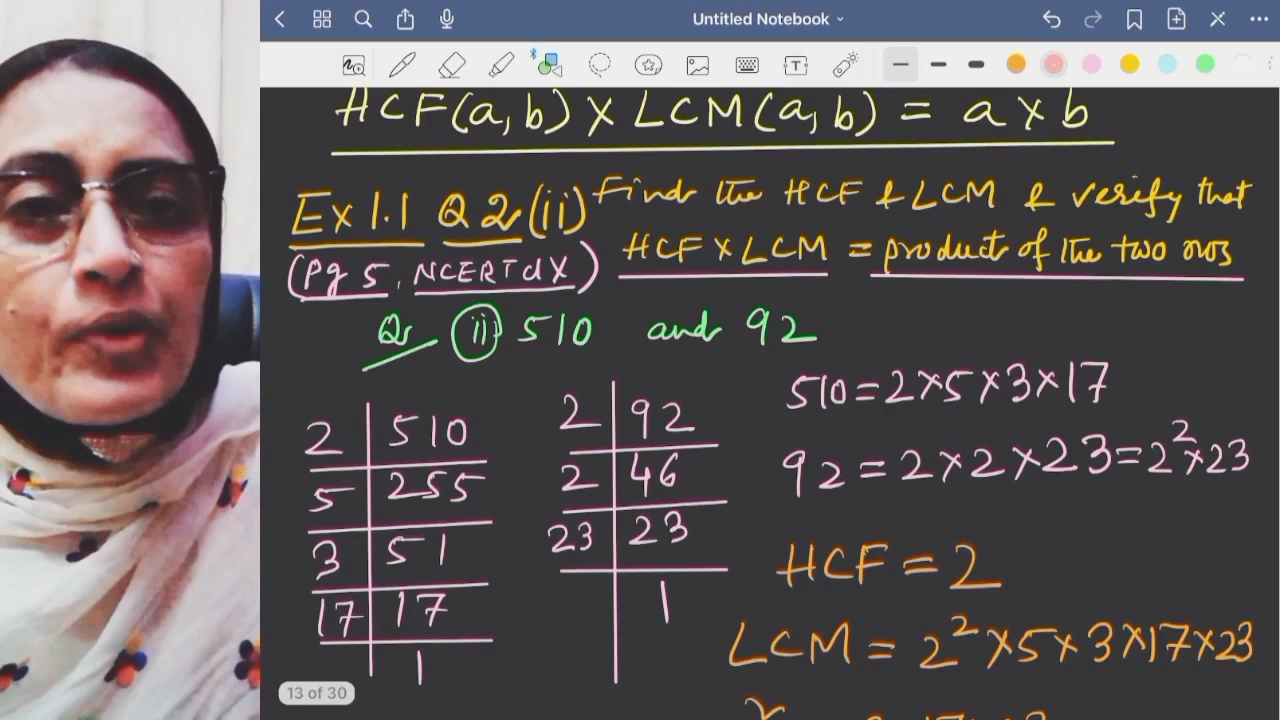 Untitled Notebook
HCF(a,b) X LCM(a,b) = a x b
Ex 1.1 Q2(ii) Find the HCF & LCM & verify that
(Pg 5, NCERT cl X) HCF X LCM = product of the two nos
Q2 (ii) 510 and 92
510 = 2×5×3×17
92 = 2×2×23 = 2²×23
2 | 510
5 | 255
3 | 51
17 | 17
1
2 | 92
2 | 46
23 | 23
1
HCF = 2
LCM = 2²×5×3×17×23
13 of 30